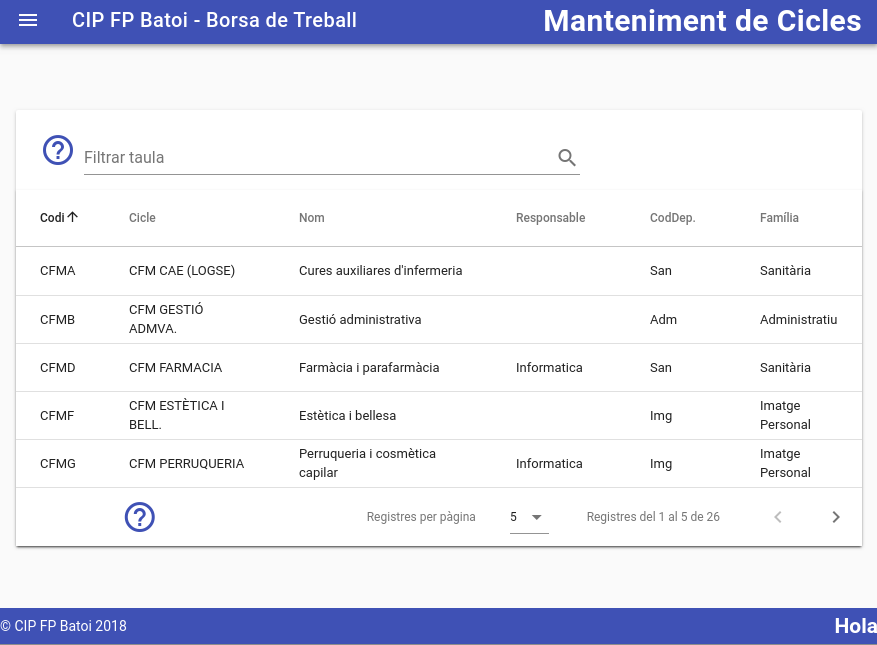 CIP FP Batoi - Borsa de Treball
Manteniment de Cicles
Filtrar taula
Codi Cicle Nom Responsable CodDep. Família
CFMA CFM CAE (LOGSE) Cures auxiliares d'infermeria San Sanitària
CFMB CFM GESTIÓ ADMVA. Gestió administrativa Adm Administratiu
CFMD CFM FARMACIA Farmàcia i parafarmàcia Informatica San Sanitària
CFMF CFM ESTÈTICA I BELL. Estètica i bellesa Img Imatge Personal
CFMG CFM PERRUQUERIA Perruqueria i cosmètica capilar Informatica Img Imatge Personal
Registres per pàgina 5 Registres del 1 al 5 de 26
© CIP FP Batoi 2018
Hola